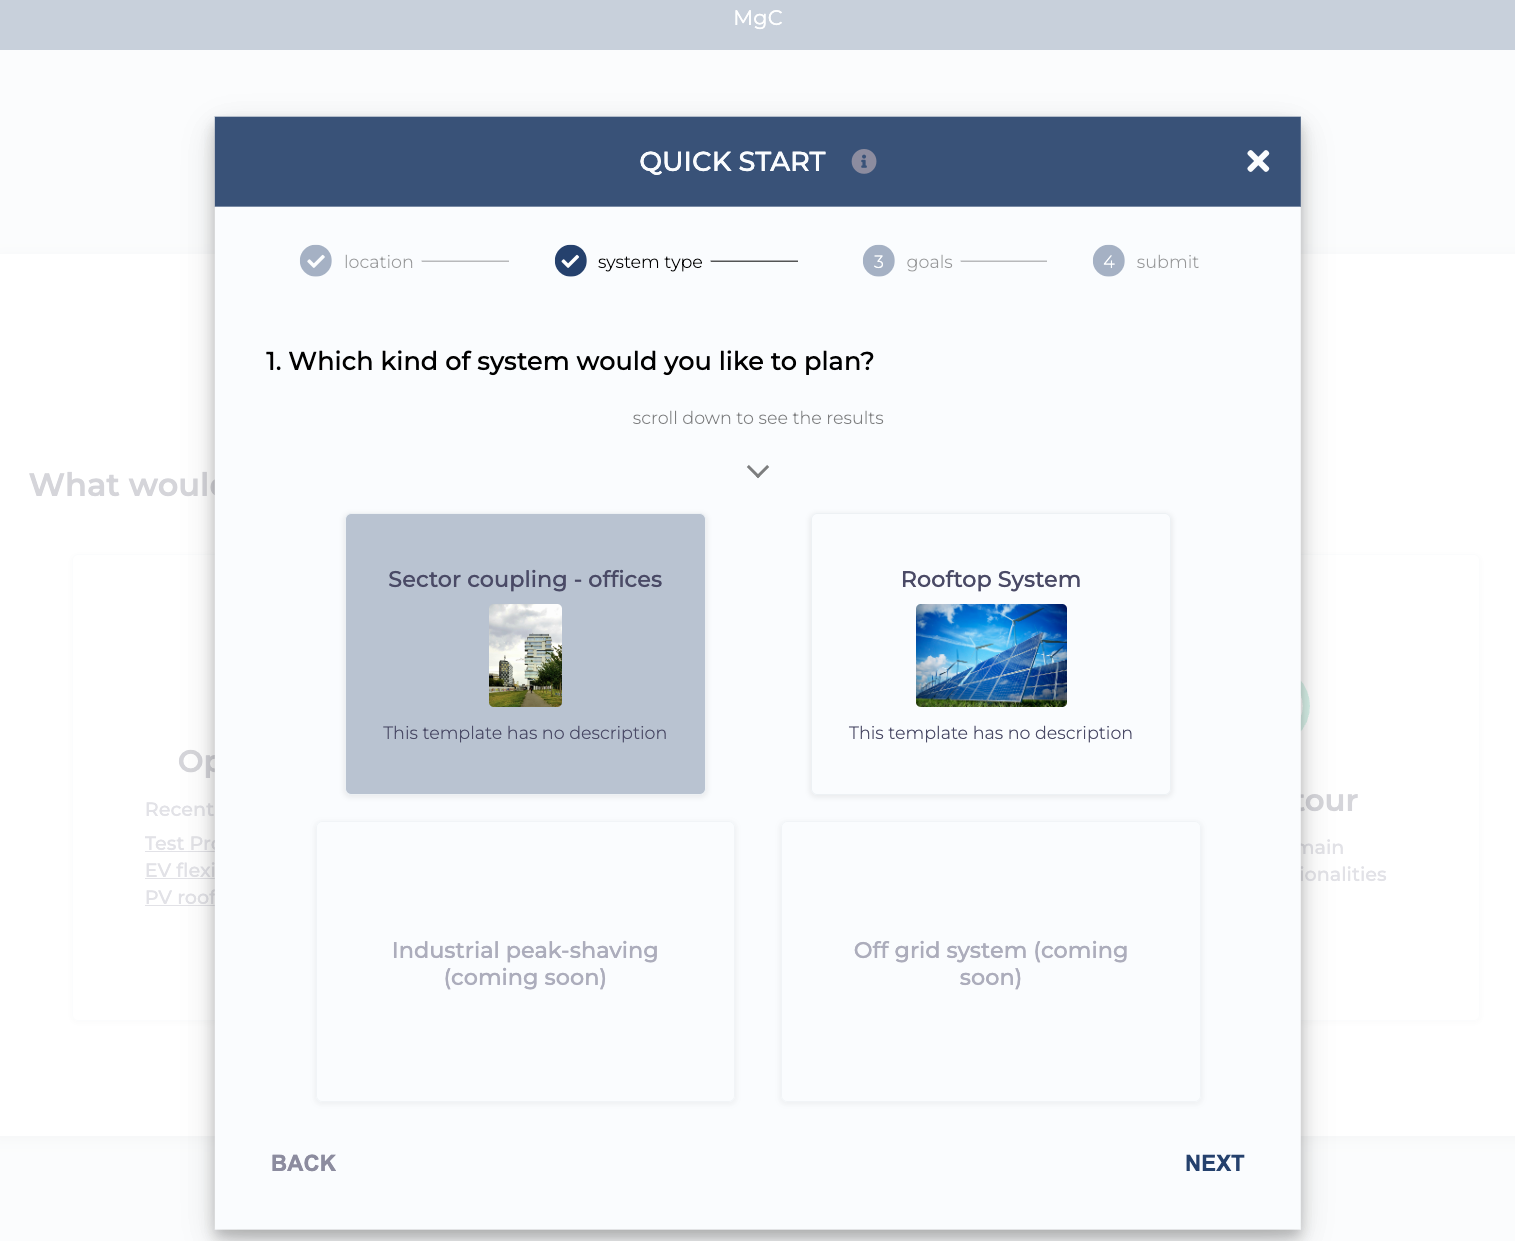 MgC
QUICK START
location
system type
3 goals
4 submit
1. Which kind of system would you like to plan?
scroll down to see the results
What would
Sector coupling - offices
This template has no description
Rooftop System
This template has no description
Op
Recent
Test Pro
EV flexi
PV roof
tour
main
ionalities
Industrial peak-shaving
(coming soon)
Off grid system (coming
soon)
BACK
NEXT